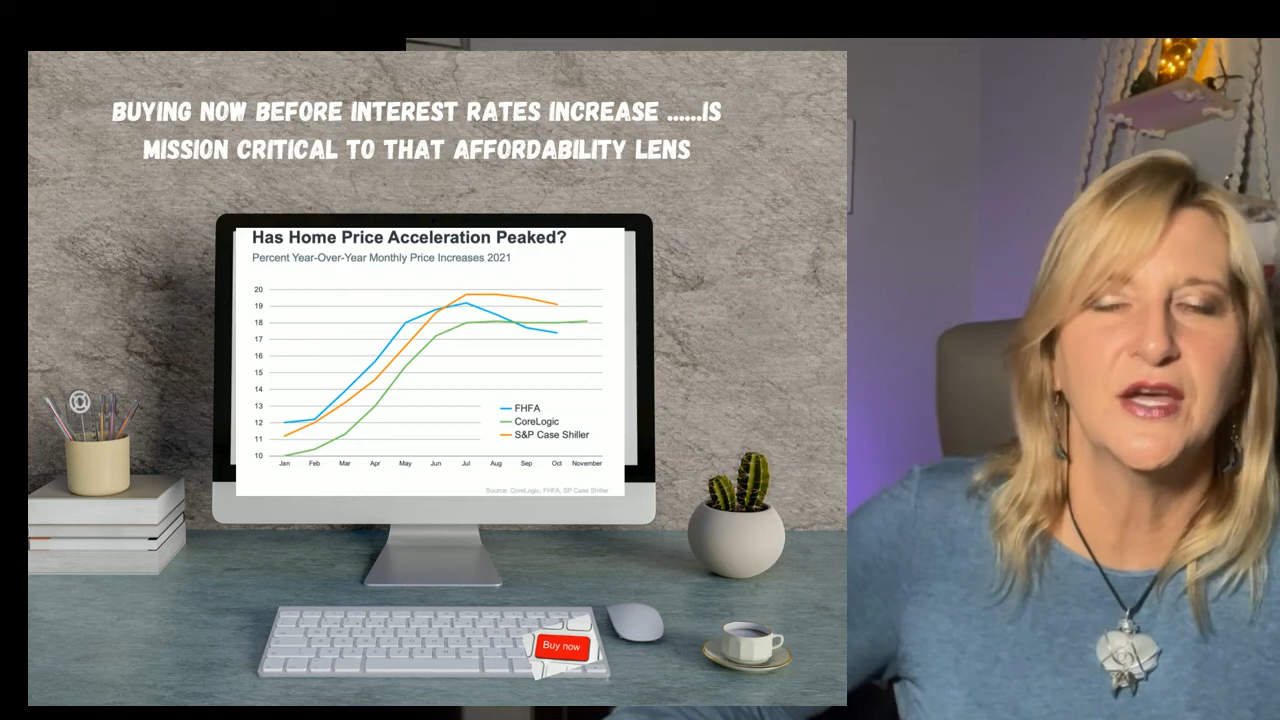 BUYING NOW BEFORE INTEREST RATES INCREASE ......IS
MISSION CRITICAL TO THAT AFFORDABILITY LENS
Has Home Price Acceleration Peaked?
Percent Year-Over-Year Monthly Price Increases 2021
20
19
18
17
16
15
14
13
12
11
10
FHFA
CoreLogic
S&P Case Shiller
Jan Feb Mar Apr May Jun Jul Aug Sep Oct November
Source: CoreLogic, FHFA, SP Case Shiller
Buy now